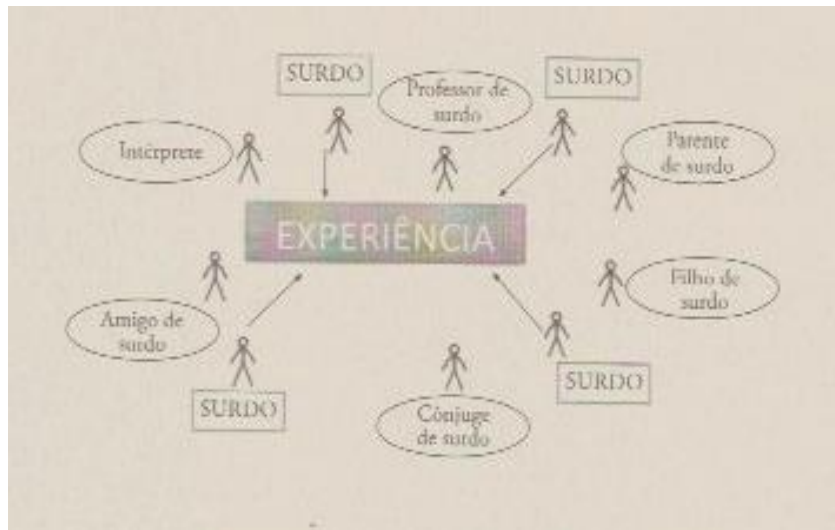 SURDO
Professor de
surdo
SURDO
Intérprete
Parente
de surdo
EXPERIÊNCIA
Filho de
surdo
Amigo de
surdo
SURDO
SURDO
Cônjuge
de surdo